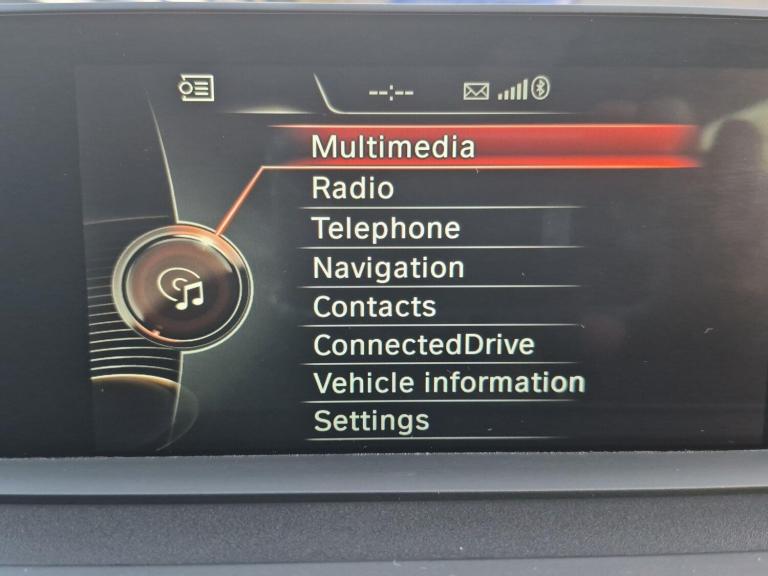 --:--
Multimedia
Radio
Telephone
Navigation
Contacts
ConnectedDrive
Vehicle information
Settings